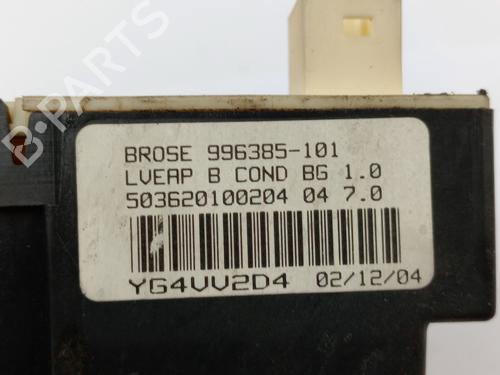 BROSE 996385-101
LVEAP B COND BG 1.0
503620100204 04 7.0
YG4VV2D4 02/12/04
B-PARTS